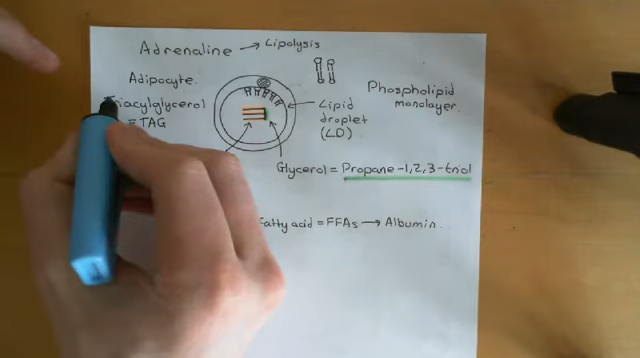 Adrenaline → Lipolysis
Adipocyte.
Triacylglycerol
= TAG
Phospholipid
monolayer.
Lipid
droplet
(LD)
Glycerol = Propane-1,2,3-triol
Fatty acid = FFAs → Albumin.